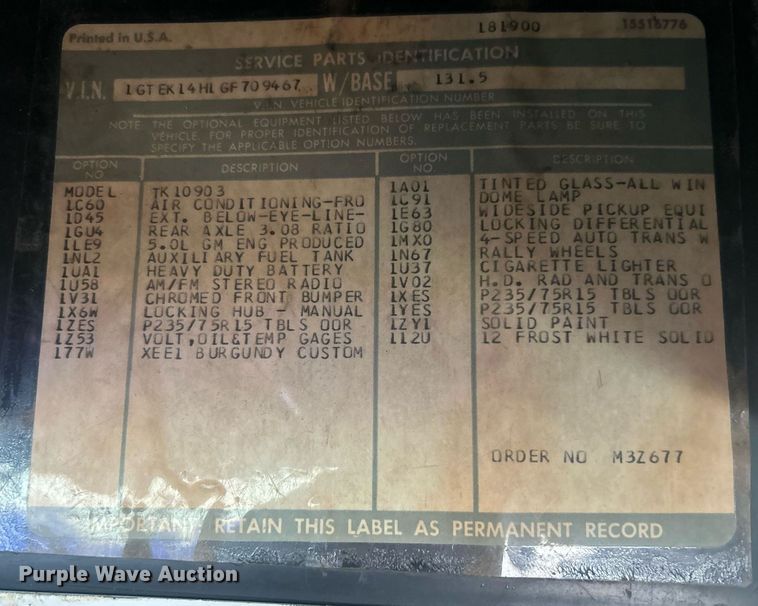 Printed in U.S.A. 181900 15516776
SERVICE PARTS IDENTIFICATION
V.I.N. 1GTEK14H1GF709467 W/BASE 131.5
V.I.N. VEHICLE IDENTIFICATION NUMBER
NOTE THE OPTIONAL EQUIPMENT LISTED BELOW HAS BEEN INSTALLED ON THIS
VEHICLE. FOR PROPER IDENTIFICATION OF REPLACEMENT PARTS BE SURE TO
SPECIFY THE APPLICABLE OPTION NUMBERS.
OPTION NO. DESCRIPTION OPTION NO. DESCRIPTION
MODEL TK10903 1A01 TINTED GLASS-ALL WIN
1C60 AIR CONDITIONING-FRO 1C91 DOME LAMP
1D45 EXT. BELOW-EYE-LINE- 1E63 WIDESIDE PICKUP EQUI
1GU4 REAR AXLE 3.08 RATIO 1G80 LOCKING DIFFERENTIAL
1LE9 5.0L GM ENG PRODUCED 1MX0 4-SPEED AUTO TRANS W
1NL2 AUXILIARY FUEL TANK 1N67 RALLY WHEELS
1UA1 HEAVY DUTY BATTERY 1U37 CIGARETTE LIGHTER
1U58 AM/FM STEREO RADIO 1V02 H.D. RAD AND TRANS O
1V31 CHROMED FRONT BUMPER 1XES P235/75R15 TBLS OOR
1X6W LOCKING HUB - MANUAL 1YES P235/75R15 TBLS OOR
1ZES P235/75R15 TBLS OOR 1ZY1 SOLID PAINT
1Z53 VOLT,OIL&TEMP GAGES 112U 12 FROST WHITE SOLID
177W XEE1 BURGUNDY CUSTOM
ORDER NO M3Z677
IMPORTANT: RETAIN THIS LABEL AS PERMANENT RECORD
Purple Wave Auction